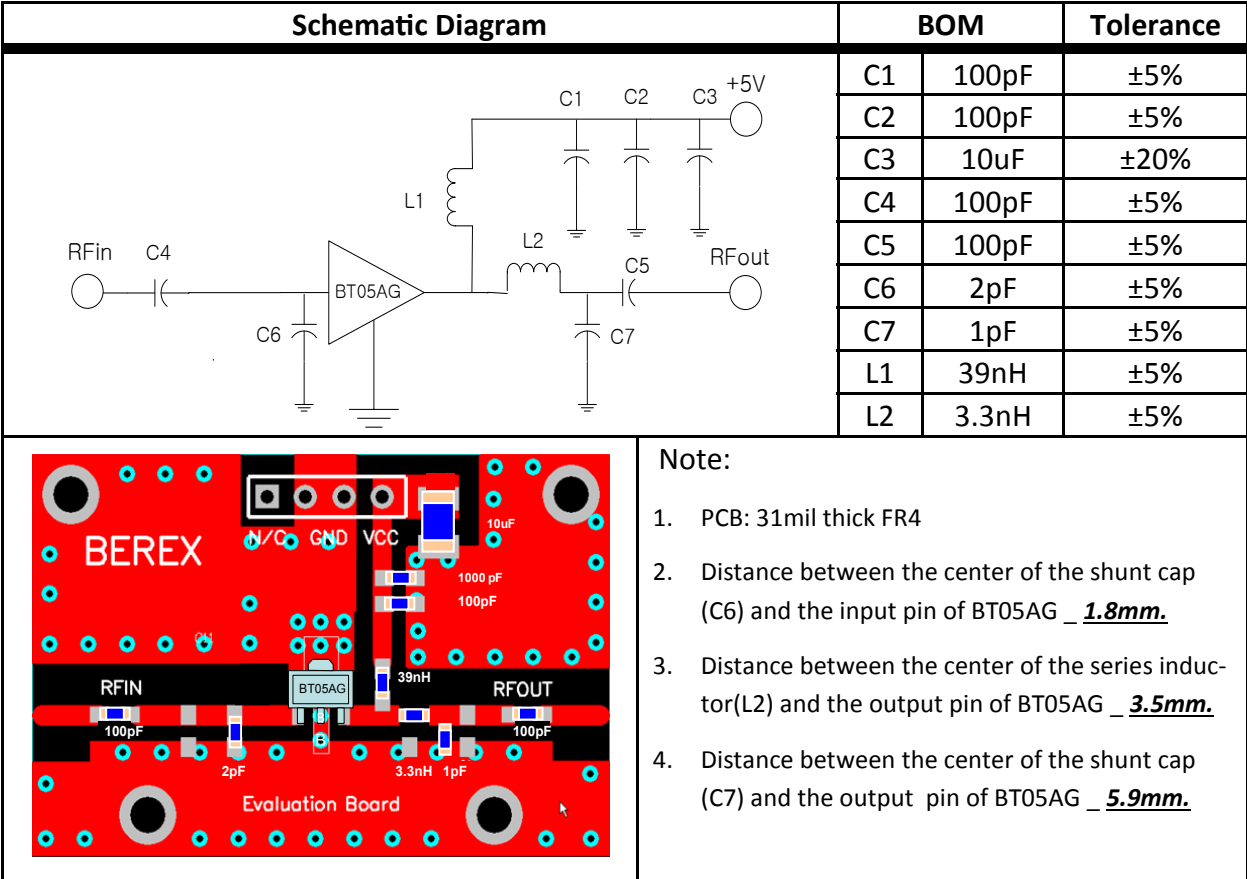 Schematic Diagram
BOM
Tolerance
C1 100pF ±5%
C2 100pF ±5%
C3 10uF ±20%
C4 100pF ±5%
C5 100pF ±5%
C6 2pF ±5%
C7 1pF ±5%
L1 39nH ±5%
L2 3.3nH ±5%
C1
C2
C3
+5V
L1
RFin
C4
L2
C5
RFout
BT05AG
C6
C7
N/C GND VCC
BEREX
10uF
1000 pF
100pF
39nH
RFIN
BT05AG
RFOUT
100pF
100pF
2pF
3.3nH
1pF
Evaluation Board
Note:
1. PCB: 31mil thick FR4
2. Distance between the center of the shunt cap
(C6) and the input pin of BT05AG _ 1.8mm.
3. Distance between the center of the series induc-
tor(L2) and the output pin of BT05AG _ 3.5mm.
4. Distance between the center of the shunt cap
(C7) and the output pin of BT05AG _ 5.9mm.